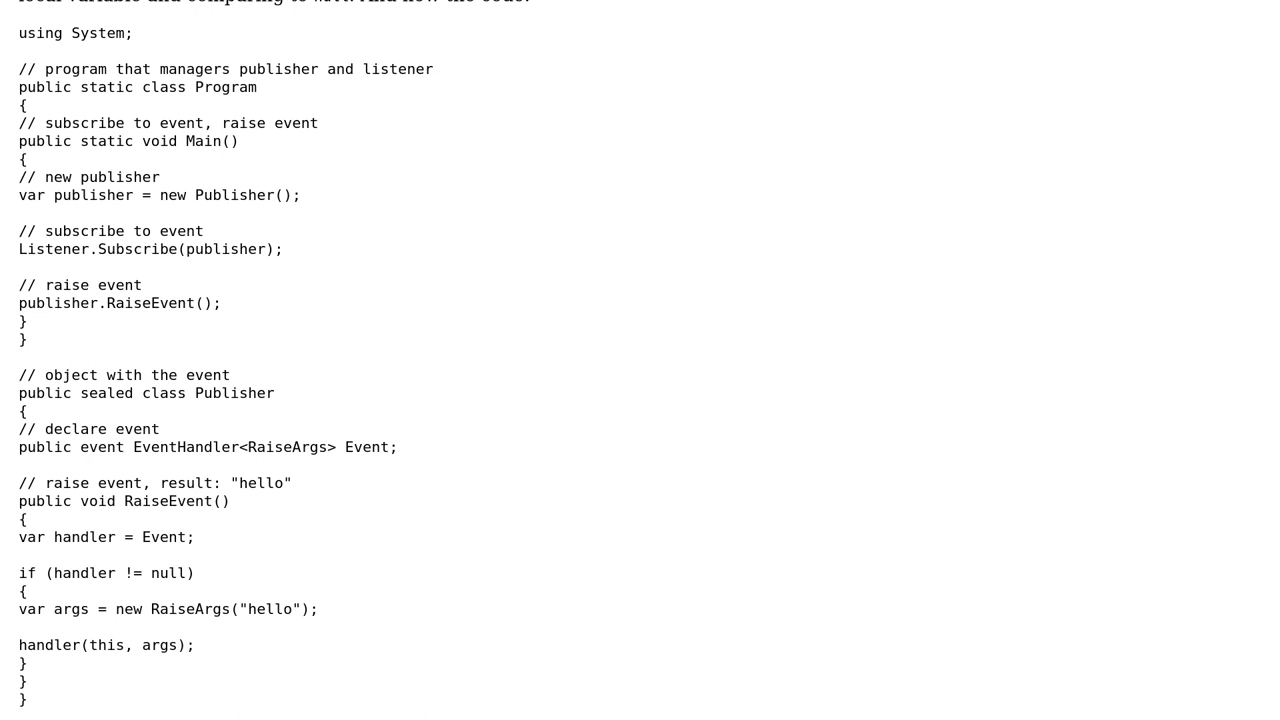 using System;
// program that managers publisher and listener
public static class Program
{
// subscribe to event, raise event
public static void Main()
{
// new publisher
var publisher = new Publisher();
// subscribe to event
Listener.Subscribe(publisher);
// raise event
publisher.RaiseEvent();
}
}
// object with the event
public sealed class Publisher
{
// declare event
public event EventHandler<RaiseArgs> Event;
// raise event, result: "hello"
public void RaiseEvent()
{
var handler = Event;
if (handler != null)
{
var args = new RaiseArgs("hello");
handler(this, args);
}
}
}